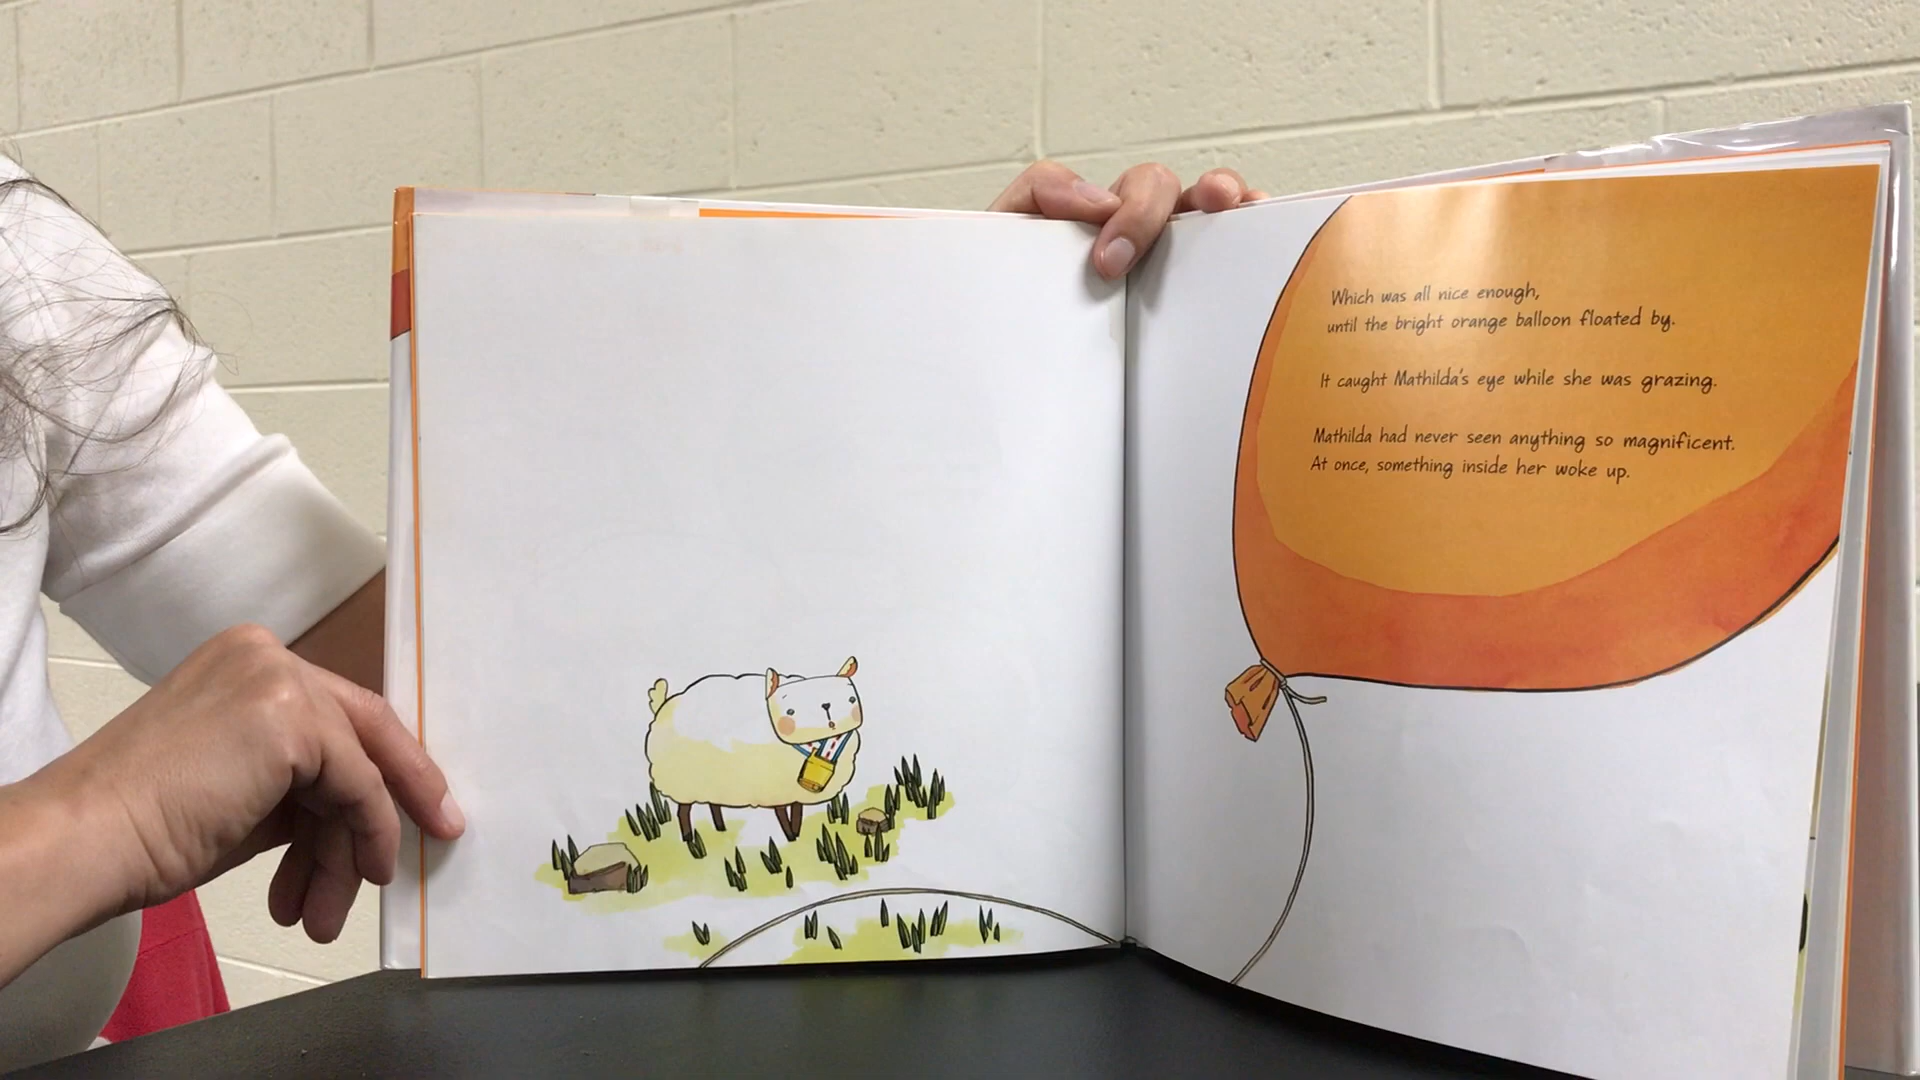 Which was all nice enough,
until the bright orange balloon floated by.
It caught Mathilda's eye while she was grazing.
Mathilda had never seen anything so magnificent.
At once, something inside her woke up.